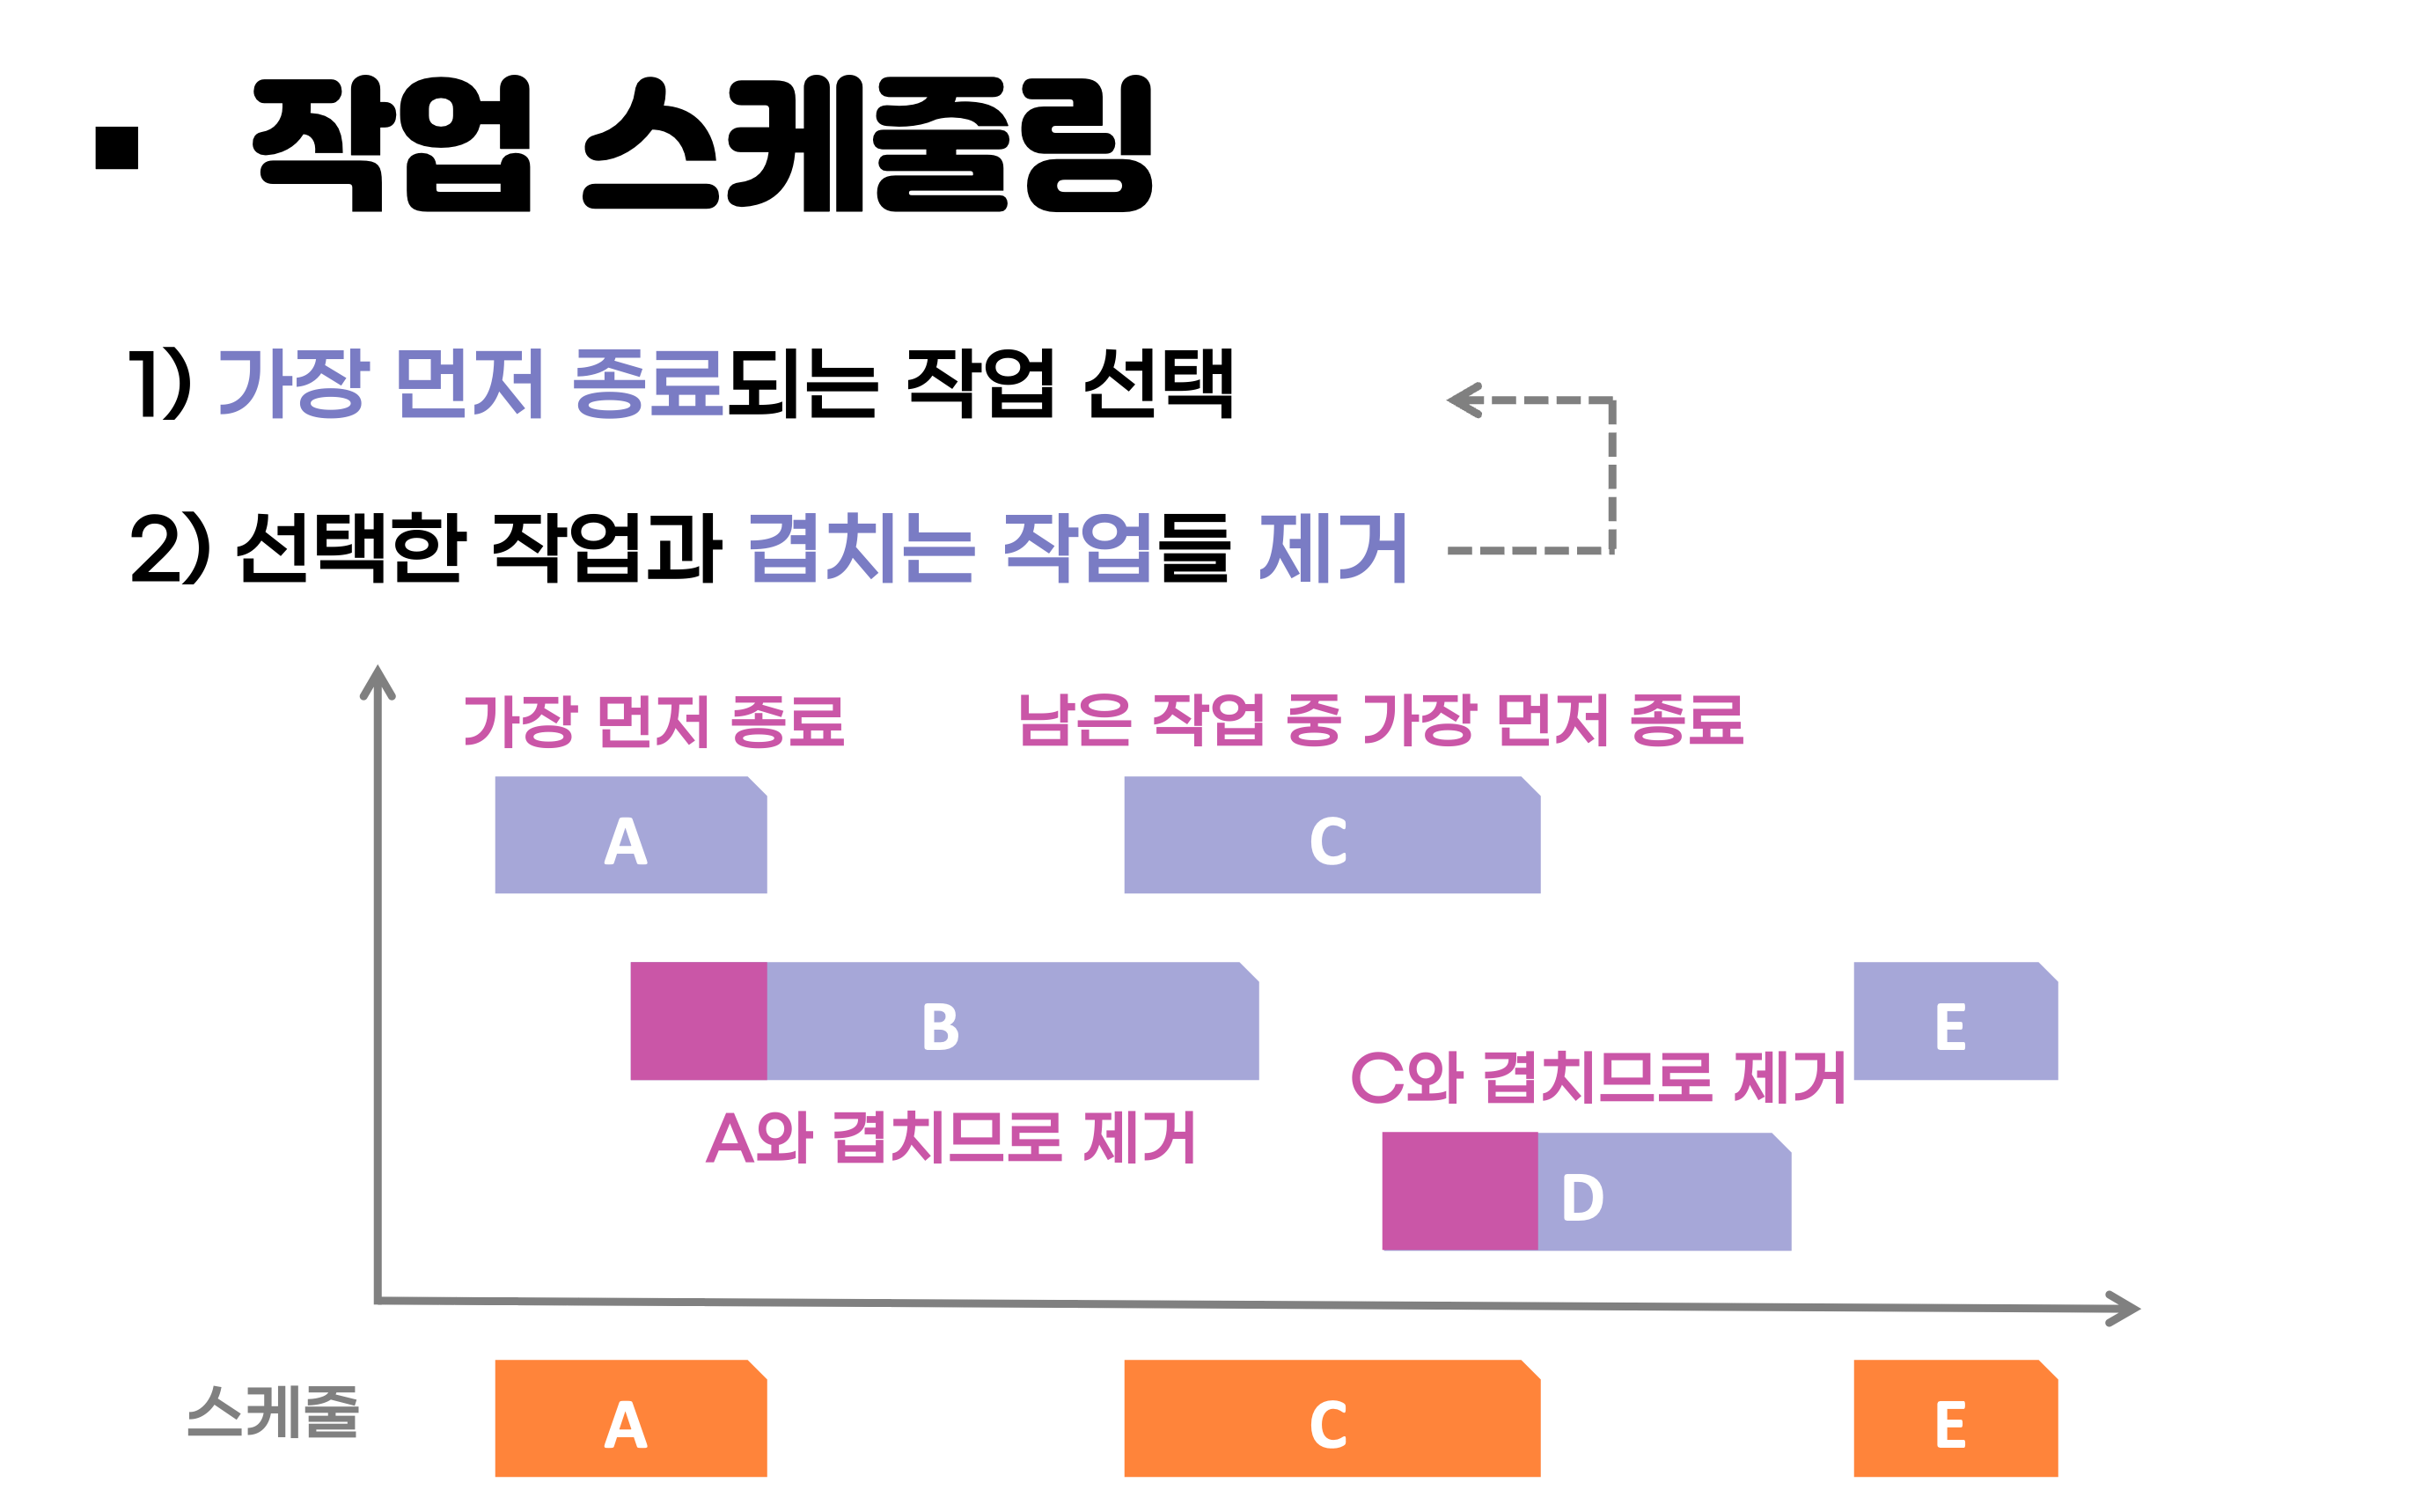 ▪ 작업 스케줄링
1) 가장 먼저 종료되는 작업 선택
2) 선택한 작업과 겹치는 작업들 제거
가장 먼저 종료
남은 작업 중 가장 먼저 종료
A
C
B
E
C와 겹치므로 제거
A와 겹치므로 제거
D
스케줄
A
C
E